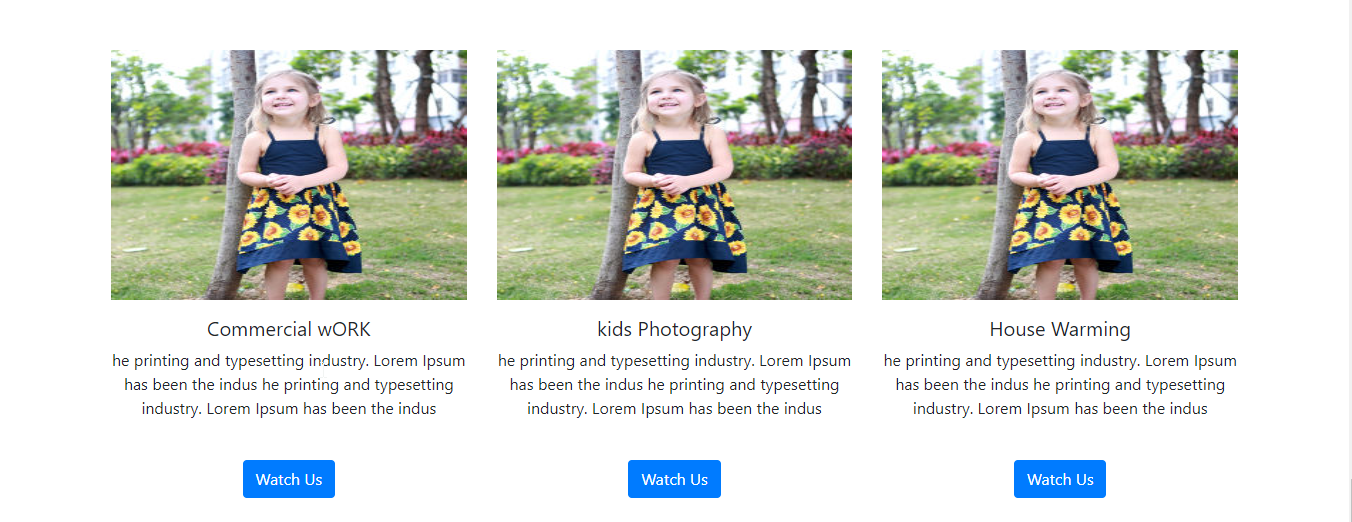 Commercial wORK
he printing and typesetting industry. Lorem Ipsum
has been the indus he printing and typesetting
industry. Lorem Ipsum has been the indus
Watch Us
kids Photography
he printing and typesetting industry. Lorem Ipsum
has been the indus he printing and typesetting
industry. Lorem Ipsum has been the indus
Watch Us
House Warming
he printing and typesetting industry. Lorem Ipsum
has been the indus he printing and typesetting
industry. Lorem Ipsum has been the indus
Watch Us